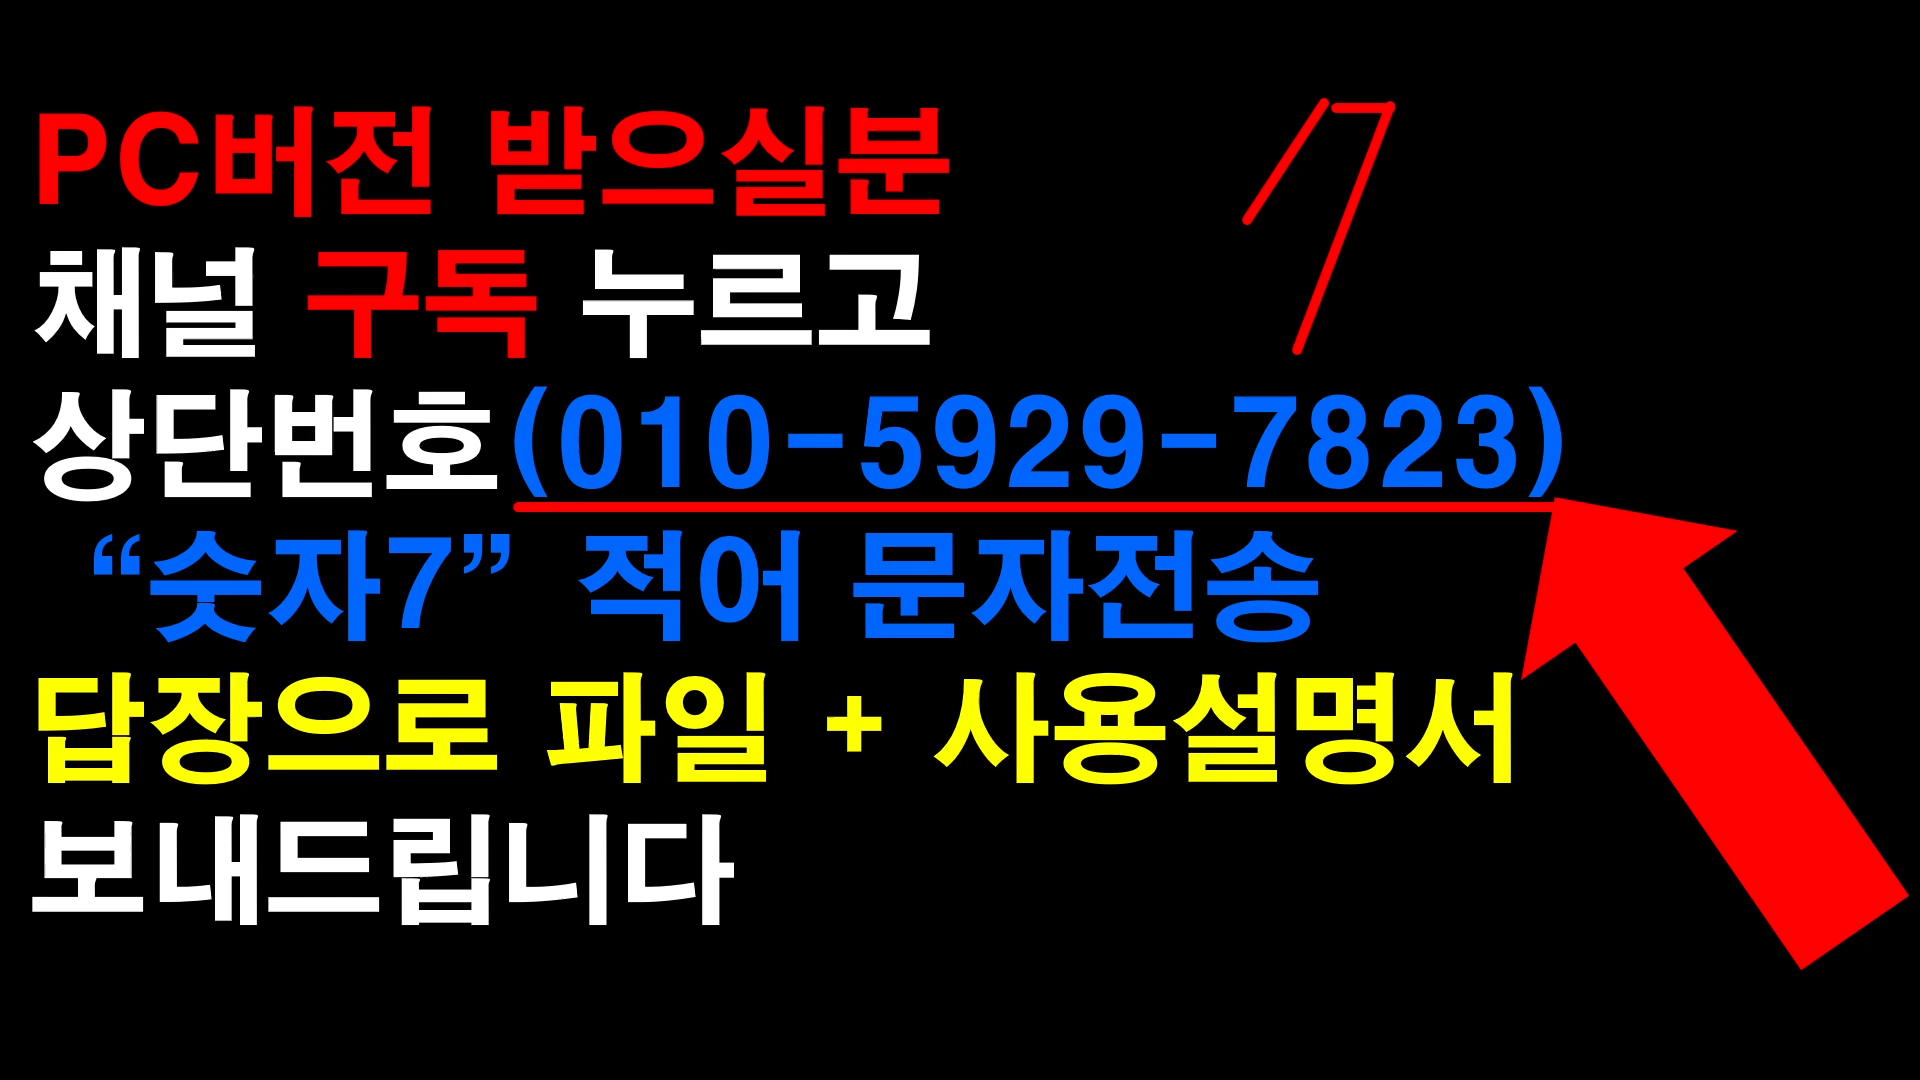 PC버전 받으실분
7
채널 구독 누르고
상단번호(010-5929-7823)
“숫자7” 적어 문자전송
답장으로 파일 + 사용설명서
보내드립니다